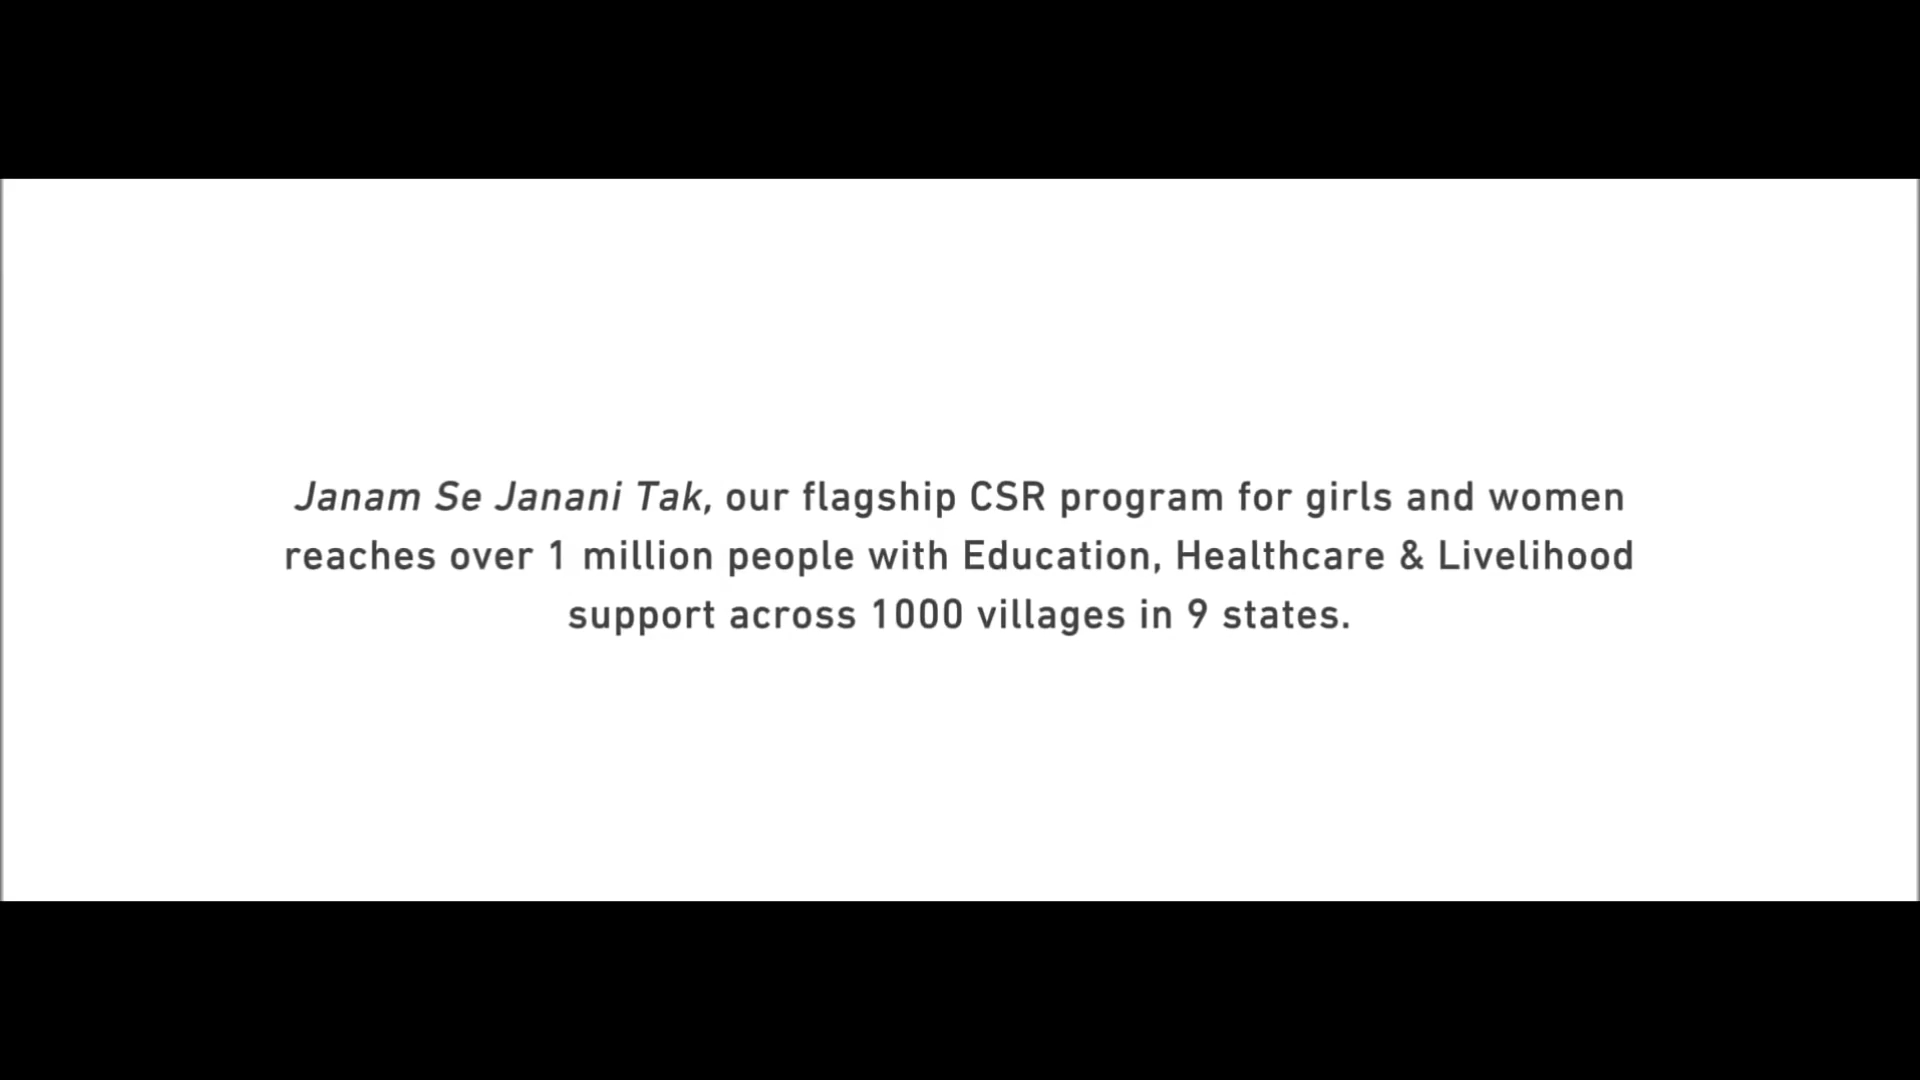 Janam Se Janani Tak, our flagship CSR program for girls and women
reaches over 1 million people with Education, Healthcare & Livelihood
support across 1000 villages in 9 states.